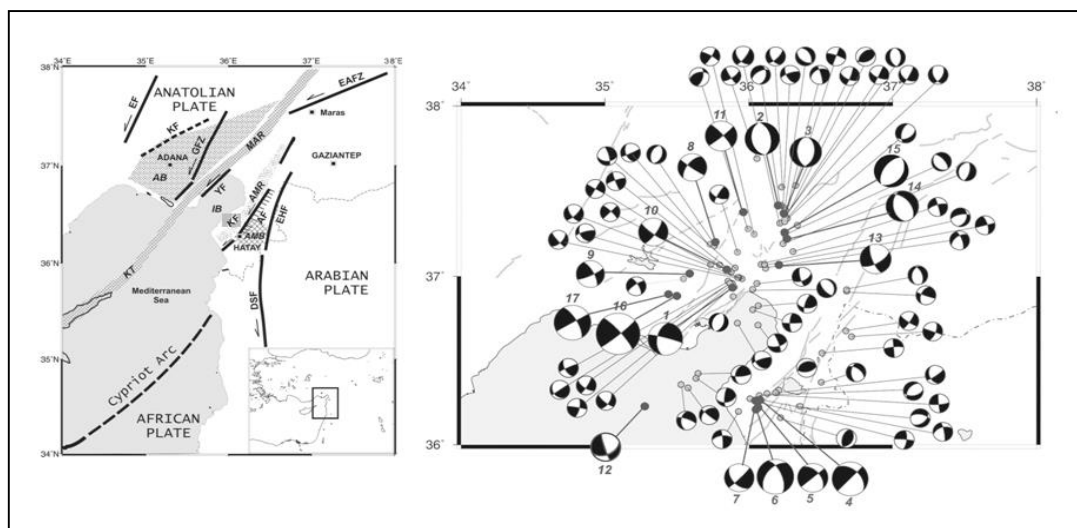 34°E 35°E 36°E 37°E 38°E
38°N
37°N
36°N
35°N
34°N
ANATOLIAN
PLATE
EAFZ
EF
KF
GFZ
MAR
Maras
ADANA
AB
GAZIANTEP
YF
IB
AMR
KF
AF
EHF
AMB
HATAY
KT
ARABIAN
PLATE
Mediterranean
Sea
DSF
Cypriot Arc
AFRICAN
PLATE
34° 35° 36° 37° 38°
38°
37°
36°
11
2
3
8
15
14
10
13
9
17
16
1
12
7
6
5
4